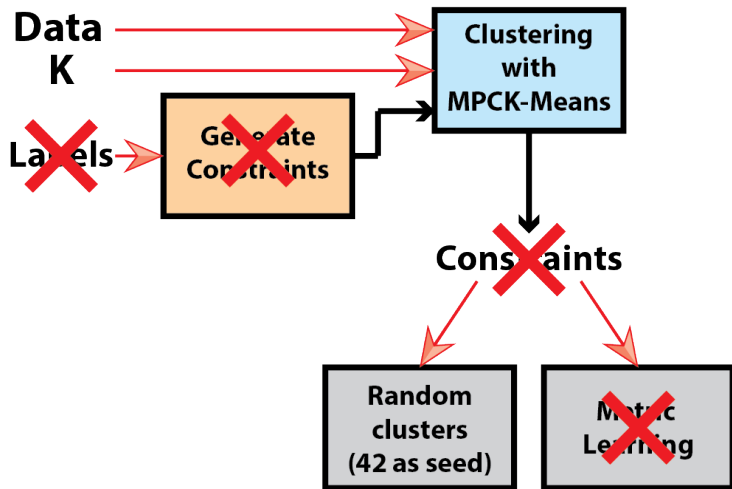 Data
K
Labels
Generate
Constraints
Clustering
with
MPCK-Means
Constraints
Random
clusters
(42 as seed)
Metric
Learning